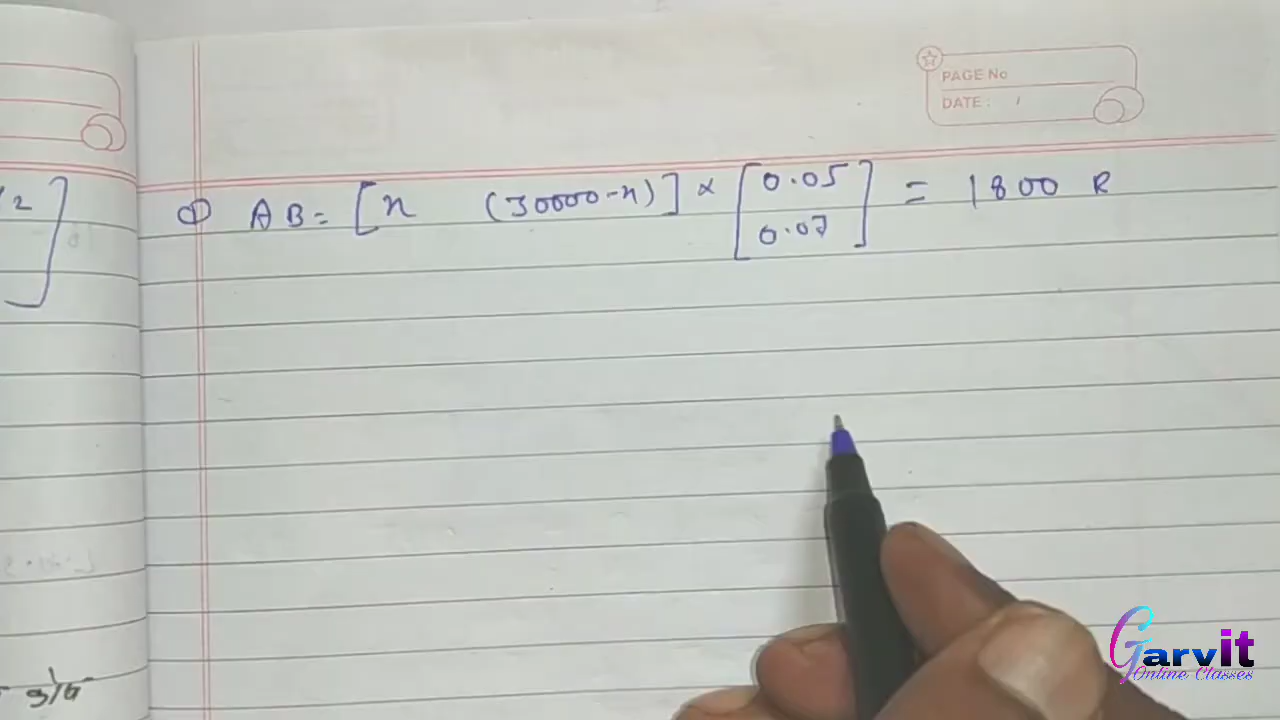 PAGE No
DATE :
① AB = [x (30000-x)] × [0.05 = 1800 R
0.07]
Garvit
Online Classes